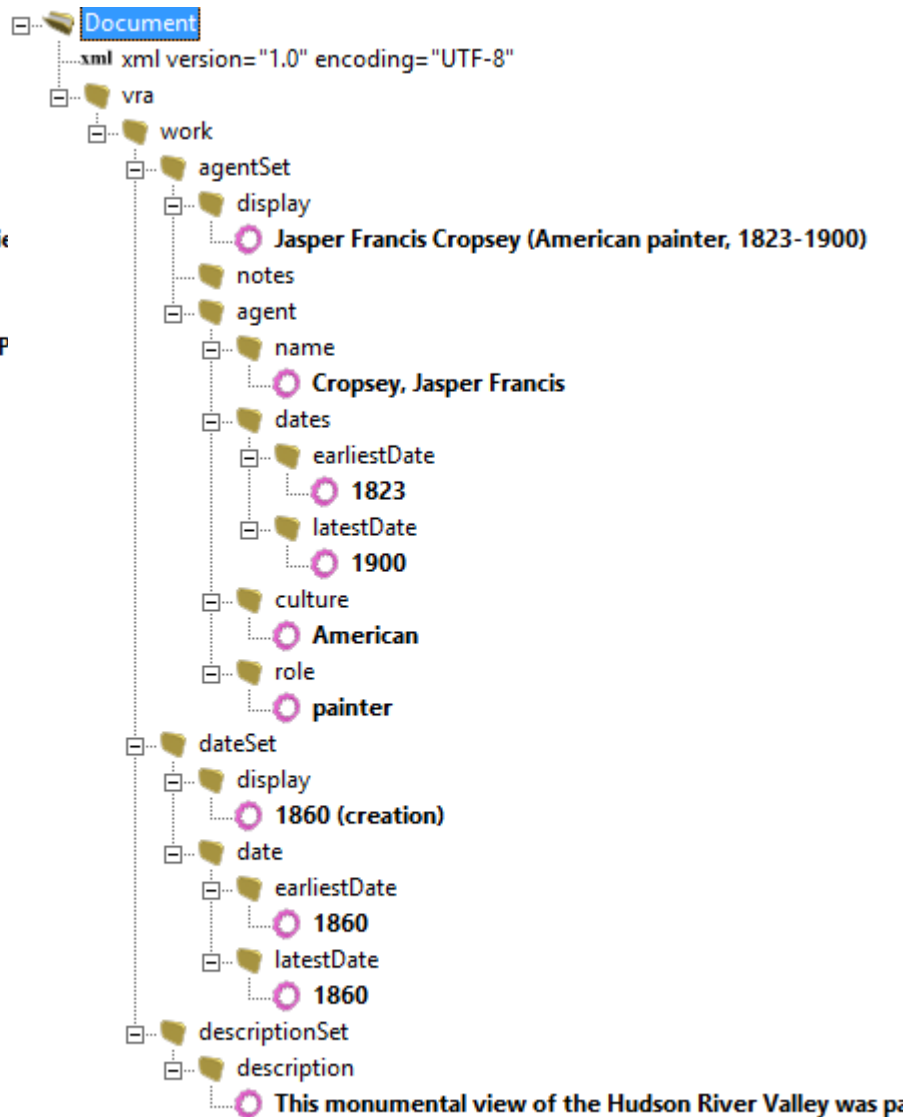 Document
xml xml version="1.0" encoding="UTF-8"
vra
work
agentSet
display
Jasper Francis Cropsey (American painter, 1823-1900)
notes
agent
name
Cropsey, Jasper Francis
dates
earliestDate
1823
latestDate
1900
culture
American
role
painter
dateSet
display
1860 (creation)
date
earliestDate
1860
latestDate
1860
descriptionSet
description
This monumental view of the Hudson River Valley was